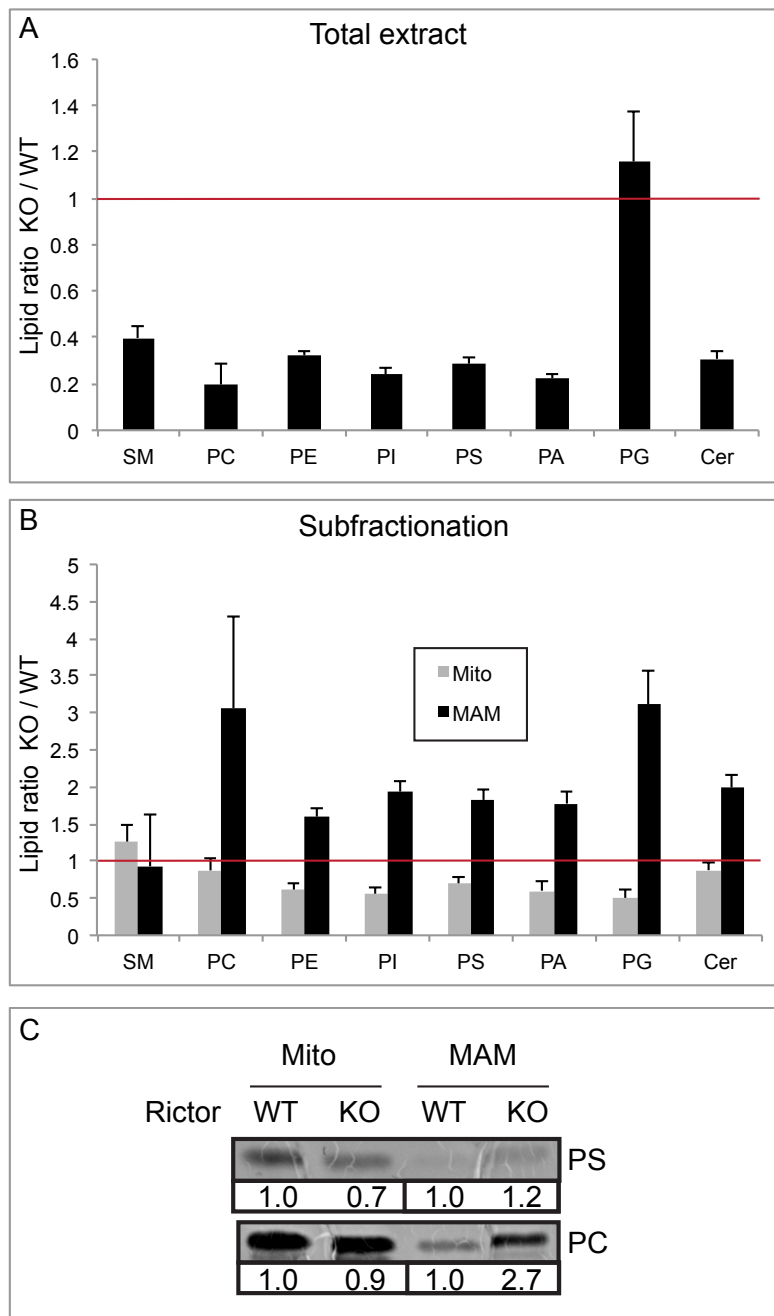 A
Total extract
Lipid ratio KO / WT
1.6
1.4
1.2
1
0.8
0.6
0.4
0.2
0
SM PC PE PI PS PA PG Cer
B
Subfractionation
Lipid ratio KO / WT
5
4.5
4
3.5
3
2.5
2
1.5
1
0.5
0
Mito
MAM
SM PC PE PI PS PA PG Cer
C
Mito MAM
Rictor WT KO WT KO
PS
1.0 0.7 1.0 1.2
PC
1.0 0.9 1.0 2.7